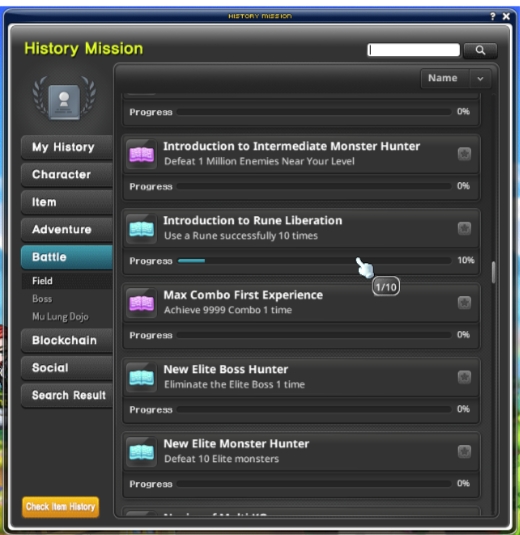 HISTORY MISSION
History Mission
Name
My History
Character
Item
Adventure
Battle
Field
Boss
Mu Lung Dojo
Blockchain
Social
Search Result
Check Item History
Progress 0%
Introduction to Intermediate Monster Hunter
Defeat 1 Million Enemies Near Your Level
Progress 0%
Introduction to Rune Liberation
Use a Rune successfully 10 times
Progress 10%
1/10
Max Combo First Experience
Achieve 9999 Combo 1 time
Progress 0%
New Elite Boss Hunter
Eliminate the Elite Boss 1 time
Progress 0%
New Elite Monster Hunter
Defeat 10 Elite monsters
Progress 0%